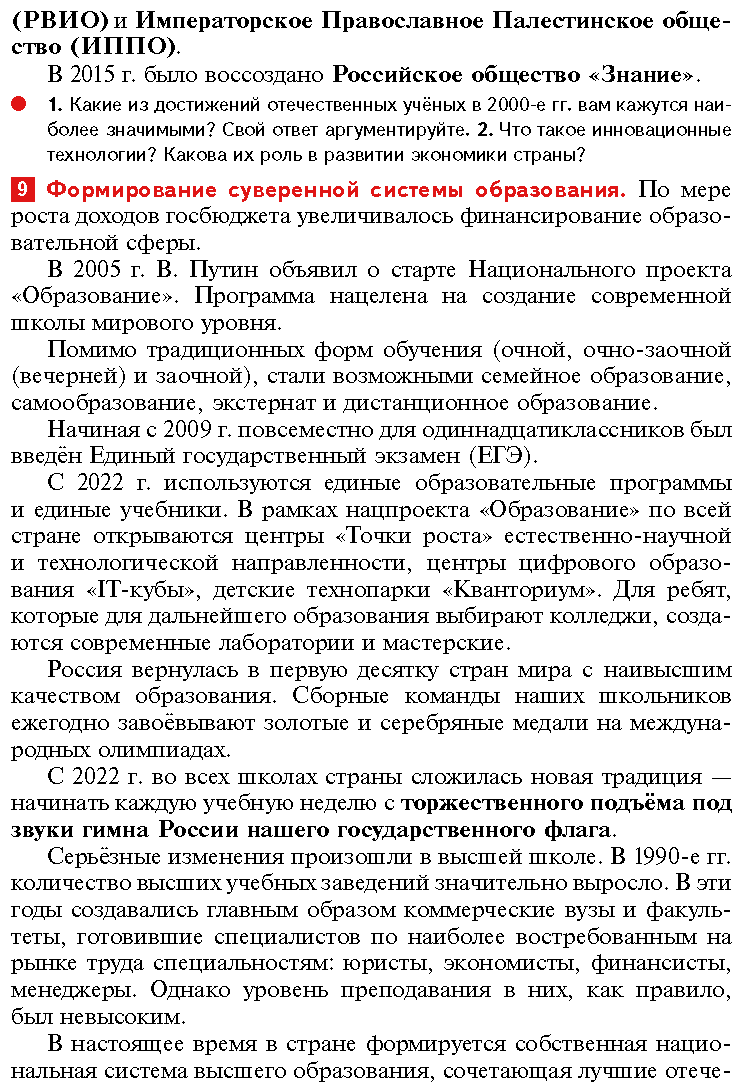 (РВИО) и Императорское Православное Палестинское обще-
ство (ИППО).
В 2015 г. было воссоздано Российское общество «Знание».
1. Какие из достижений отечественных учёных в 2000-е гг. вам кажутся наи-
более значимыми? Свой ответ аргументируйте. 2. Что такое инновационные
технологии? Какова их роль в развитии экономики страны?
9 Формирование суверенной системы образования. По мере
роста доходов госбюджета увеличивалось финансирование образо-
вательной сферы.
В 2005 г. В. Путин объявил о старте Национального проекта
«Образование». Программа нацелена на создание современной
школы мирового уровня.
Помимо традиционных форм обучения (очной, очно-заочной
(вечерней) и заочной), стали возможными семейное образование,
самообразование, экстернат и дистанционное образование.
Начиная с 2009 г. повсеместно для одиннадцатиклассников был
введён Единый государственный экзамен (ЕГЭ).
С 2022 г. используются единые образовательные программы
и единые учебники. В рамках нацпроекта «Образование» по всей
стране открываются центры «Точки роста» естественно-научной
и технологической направленности, центры цифрового образо-
вания «IT-кубы», детские технопарки «Кванториум». Для ребят,
которые для дальнейшего образования выбирают колледжи, созда-
ются современные лаборатории и мастерские.
Россия вернулась в первую десятку стран мира с наивысшим
качеством образования. Сборные команды наших школьников
ежегодно завоёвывают золотые и серебряные медали на междуна-
родных олимпиадах.
С 2022 г. во всех школах страны сложилась новая традиция —
начинать каждую учебную неделю с торжественного подъёма под
звуки гимна России нашего государственного флага.
Серьёзные изменения произошли в высшей школе. В 1990-е гг.
количество высших учебных заведений значительно выросло. В эти
годы создавались главным образом коммерческие вузы и факуль-
теты, готовившие специалистов по наиболее востребованным на
рынке труда специальностям: юристы, экономисты, финансисты,
менеджеры. Однако уровень преподавания в них, как правило,
был невысоким.
В настоящее время в стране формируется собственная нацио-
нальная система высшего образования, сочетающая лучшие отече-